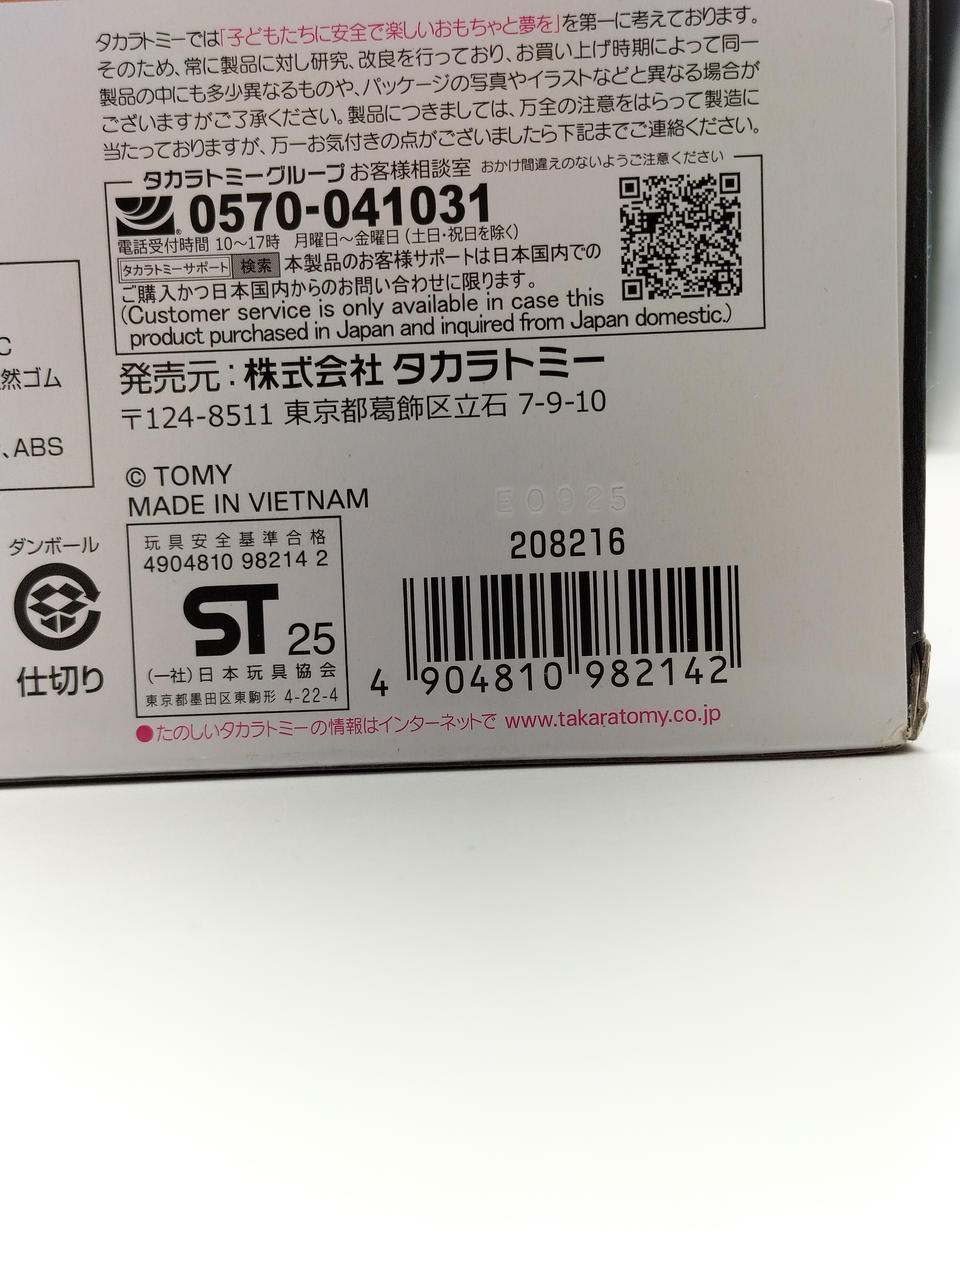 タカラトミーでは「子どもたちに安全で楽しいおもちゃと夢を」を第一に考えております。
そのため、常に製品に対し研究、改良を行っており、お買い上げ時期によって同一
製品の中にも多少異なるものや、パッケージの写真やイラストなどと異なる場合が
ございますがご了承ください。製品につきましては、万全の注意をはらって製造に
当たっておりますが、万一お気付きの点がございましたら下記までご連絡ください。
タカラトミーグループお客様相談室 おかけ間違えのないようご注意ください
0570-041031
電話受付時間 10〜17時 月曜日〜金曜日(土日・祝日を除く)
タカラトミーサポート 検索 本製品のお客様サポートは日本国内での
ご購入かつ日本国内からのお問い合わせに限ります。
(Customer service is only available in case this
product purchased in Japan and inquired from Japan domestic.)
C
然ゴム
、ABS
発売元:株式会社 タカラトミー
〒124-8511 東京都葛飾区立石 7-9-10
© TOMY
MADE IN VIETNAM
E0925
ダンボール
仕切り
玩具安全基準合格
4904810 98214 2
ST 25
(一社)日本玩具協会
東京都墨田区東駒形 4-22-4
208216
4 904810 982142
●たのしいタカラトミーの情報はインターネットで www.takaratomy.co.jp